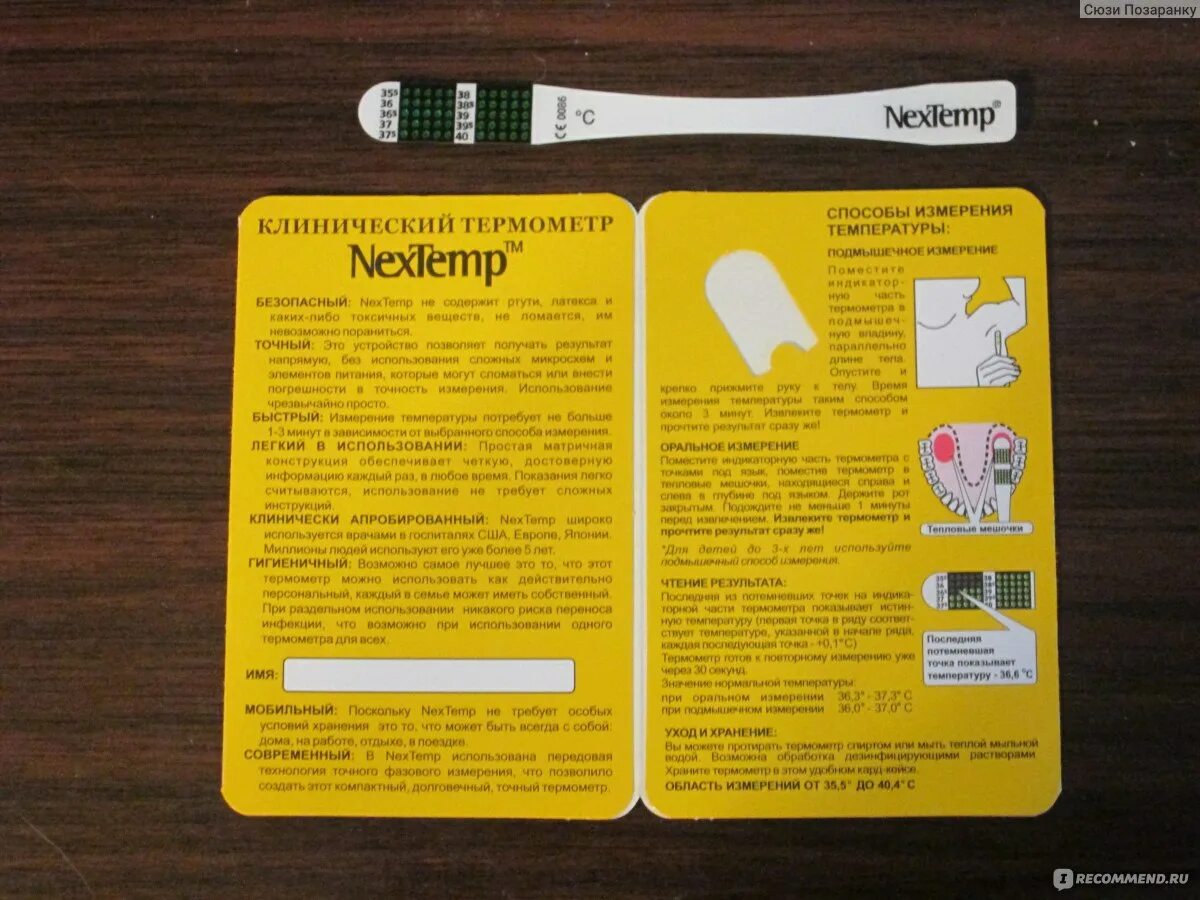 Сюзи Позаранку
35⁵ 38
36 38⁵
36⁵ 39
37 39⁵
37⁵ 40
CE 0086
°C
NexTemp®
КЛИНИЧЕСКИЙ ТЕРМОМЕТР
NexTemp™
БЕЗОПАСНЫЙ: NexTemp не содержит ртути, латекса и
каких-либо токсичных веществ, не ломается, им
невозможно пораниться.
ТОЧНЫЙ: Это устройство позволяет получать результат
напрямую, без использования сложных микросхем и
элементов питания, которые могут сломаться или внести
погрешности в точность измерения. Использование
чрезвычайно просто.
БЫСТРЫЙ: Измерение температуры потребует не больше
1-3 минут в зависимости от выбранного способа измерения.
ЛЕГКИЙ В ИСПОЛЬЗОВАНИИ: Простая матричная
конструкция обеспечивает четкую, достоверную
информацию каждый раз, в любое время. Показания легко
считываются, использование не требует сложных
инструкций.
КЛИНИЧЕСКИ АПРОБИРОВАННЫЙ: NexTemp широко
используется врачами в госпиталях США, Европе, Японии.
Миллионы людей используют его уже более 5 лет.
ГИГИЕНИЧНЫЙ: Возможно самое лучшее это то, что этот
термометр можно использовать как действительно
персональный, каждый в семье может иметь собственный.
При раздельном использовании никакого риска переноса
инфекции, что возможно при использовании одного
термометра для всех.
ИМЯ:
МОБИЛЬНЫЙ: Поскольку NexTemp не требует особых
условий хранения это то, что может быть всегда с собой:
дома, на работе, отдыхе, в поездке.
СОВРЕМЕННЫЙ: В NexTemp использована передовая
технология точного фазового измерения, что позволило
создать этот компактный, долговечный, точный термометр.
СПОСОБЫ ИЗМЕРЕНИЯ
ТЕМПЕРАТУРЫ:
ПОДМЫШЕЧНОЕ ИЗМЕРЕНИЕ
Поместите
индикатор-
ную часть
термометра в
подмышеч-
ную впадину,
параллельно
длине тела.
Опустите и
крепко прижмите руку к телу. Время
измерения температуры таким способом
около 3 минут. Извлеките термометр и
прочтите результат сразу же!
ОРАЛЬНОЕ ИЗМЕРЕНИЕ
Поместите индикаторную часть термометра с
точками под язык, поместив термометр в
тепловые мешочки, находящиеся справа и
слева в глубине под языком. Держите рот
закрытым. Подождите не меньше 1 минуты
перед извлечением. Извлеките термометр и
прочтите результат сразу же!
*Для детей до 3-х лет используйте
подмышечный способ измерения.
Тепловые мешочки
ЧТЕНИЕ РЕЗУЛЬТАТА:
Последняя из потемневших точек на индика-
торной части термометра показывает истин-
ную температуру (первая точка в ряду соответ-
ствует температуре, указанной в начале ряда,
каждая последующая точка - +0,1°С)
Термометр готов к повторному измерению уже
через 30 секунд.
Значение нормальной температуры:
при оральном измерении 36,3° - 37,3° С
при подмышечном измерении 36,0° - 37,0° С
Последняя
потемневшая
точка показывает
температуру - 36,6 °С
УХОД И ХРАНЕНИЕ:
Вы можете протирать термометр спиртом или мыть теплой мыльной
водой. Возможна обработка дезинфицирующими растворами
Храните термометр в этом удобном кард-кейсе.
ОБЛАСТЬ ИЗМЕРЕНИЙ ОТ 35,5° ДО 40,4° С
IRECOMMEND.RU